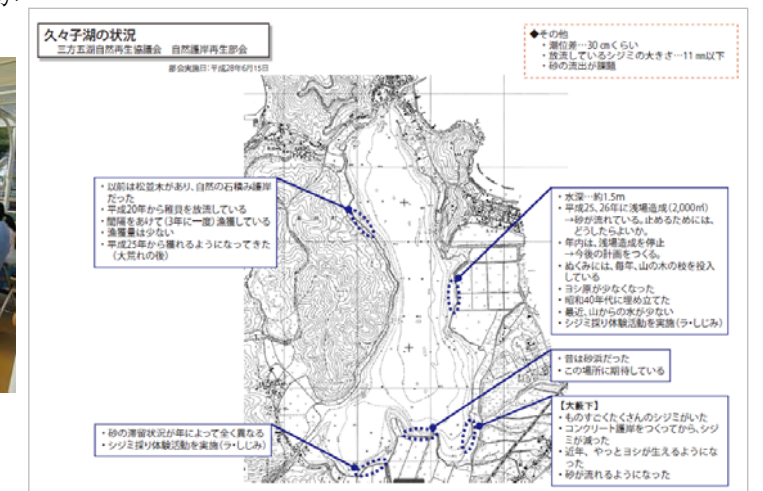 久々子湖の状況
三方五湖自然再生協議会　自然護岸再生部会
部会実施日：平成28年6月15日
◆その他
・潮位差…30㎝くらい
・放流しているシジミの大きさ…11㎜以下
・砂の流出が課題
・以前は松並木があり、自然の石積み護岸
だった
・平成20年から稚貝を放流している
・間隔をあけて（3年に一度）漁獲している
・漁獲量は少ない
・平成25年から獲れるようになってきた
（大荒れの後）
・水深…約1.5m
・平成25、26年に浅場造成（2,000㎡）
→砂が流れている。止めるためには、
どうしたらよいか。
・年内は、浅場造成を停止
→今後の計画をつくる。
・ぬくみには、毎年、山の木の枝を投入
している
・ヨシ原が少なくなった
・昭和40年代に埋め立てた
・最近、山からの水が少ない
・シジミ採り体験活動を実施（ラ・しじみ）
・昔は砂浜だった
・この場所に期待している
【大藪下】
・ものすごくたくさんのシジミがいた
・コンクリート護岸をつくってから、シジ
ミが減った
・近年、やっとヨシが生えるようにな
った
・砂が流れるようになった
・砂の滞留状況が年によって全く異なる
・シジミ採り体験活動を実施（ラ・しじみ）